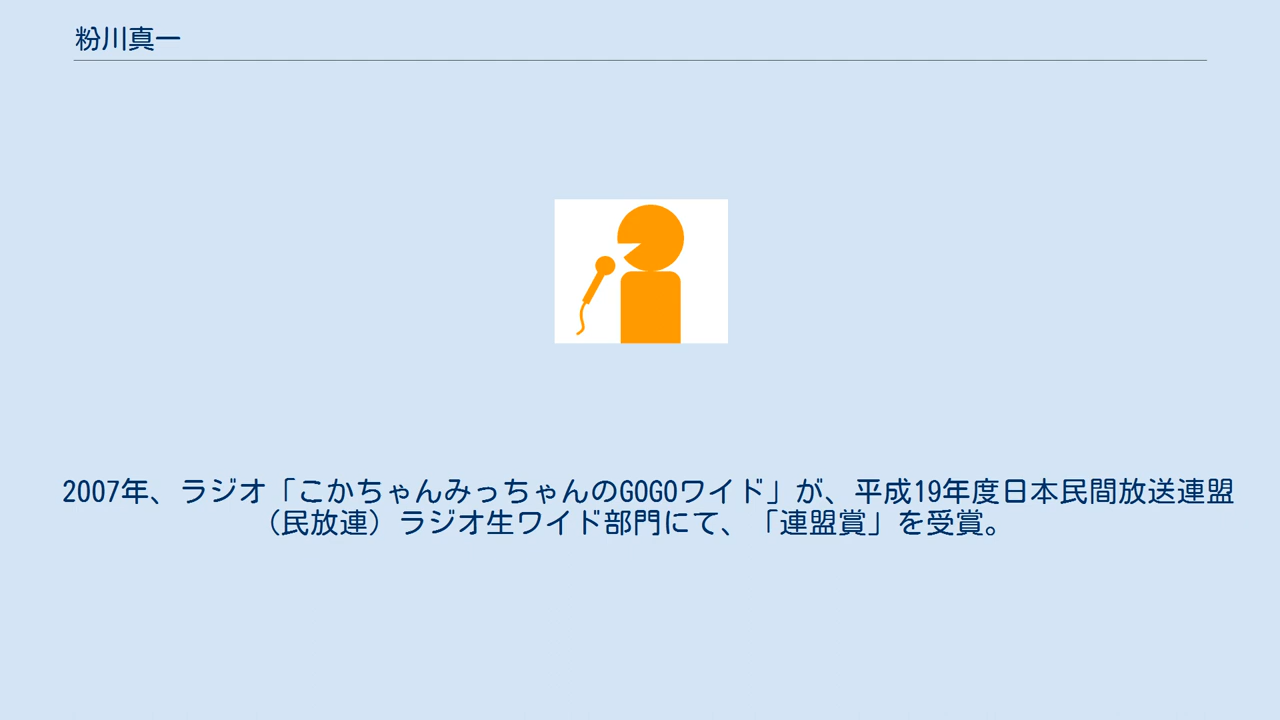 粉川真一
2007年、ラジオ「こかちゃんみっちゃんのGOGOワイド」が、平成19年度日本民間放送連盟
（民放連）ラジオ生ワイド部門にて、「連盟賞」を受賞。